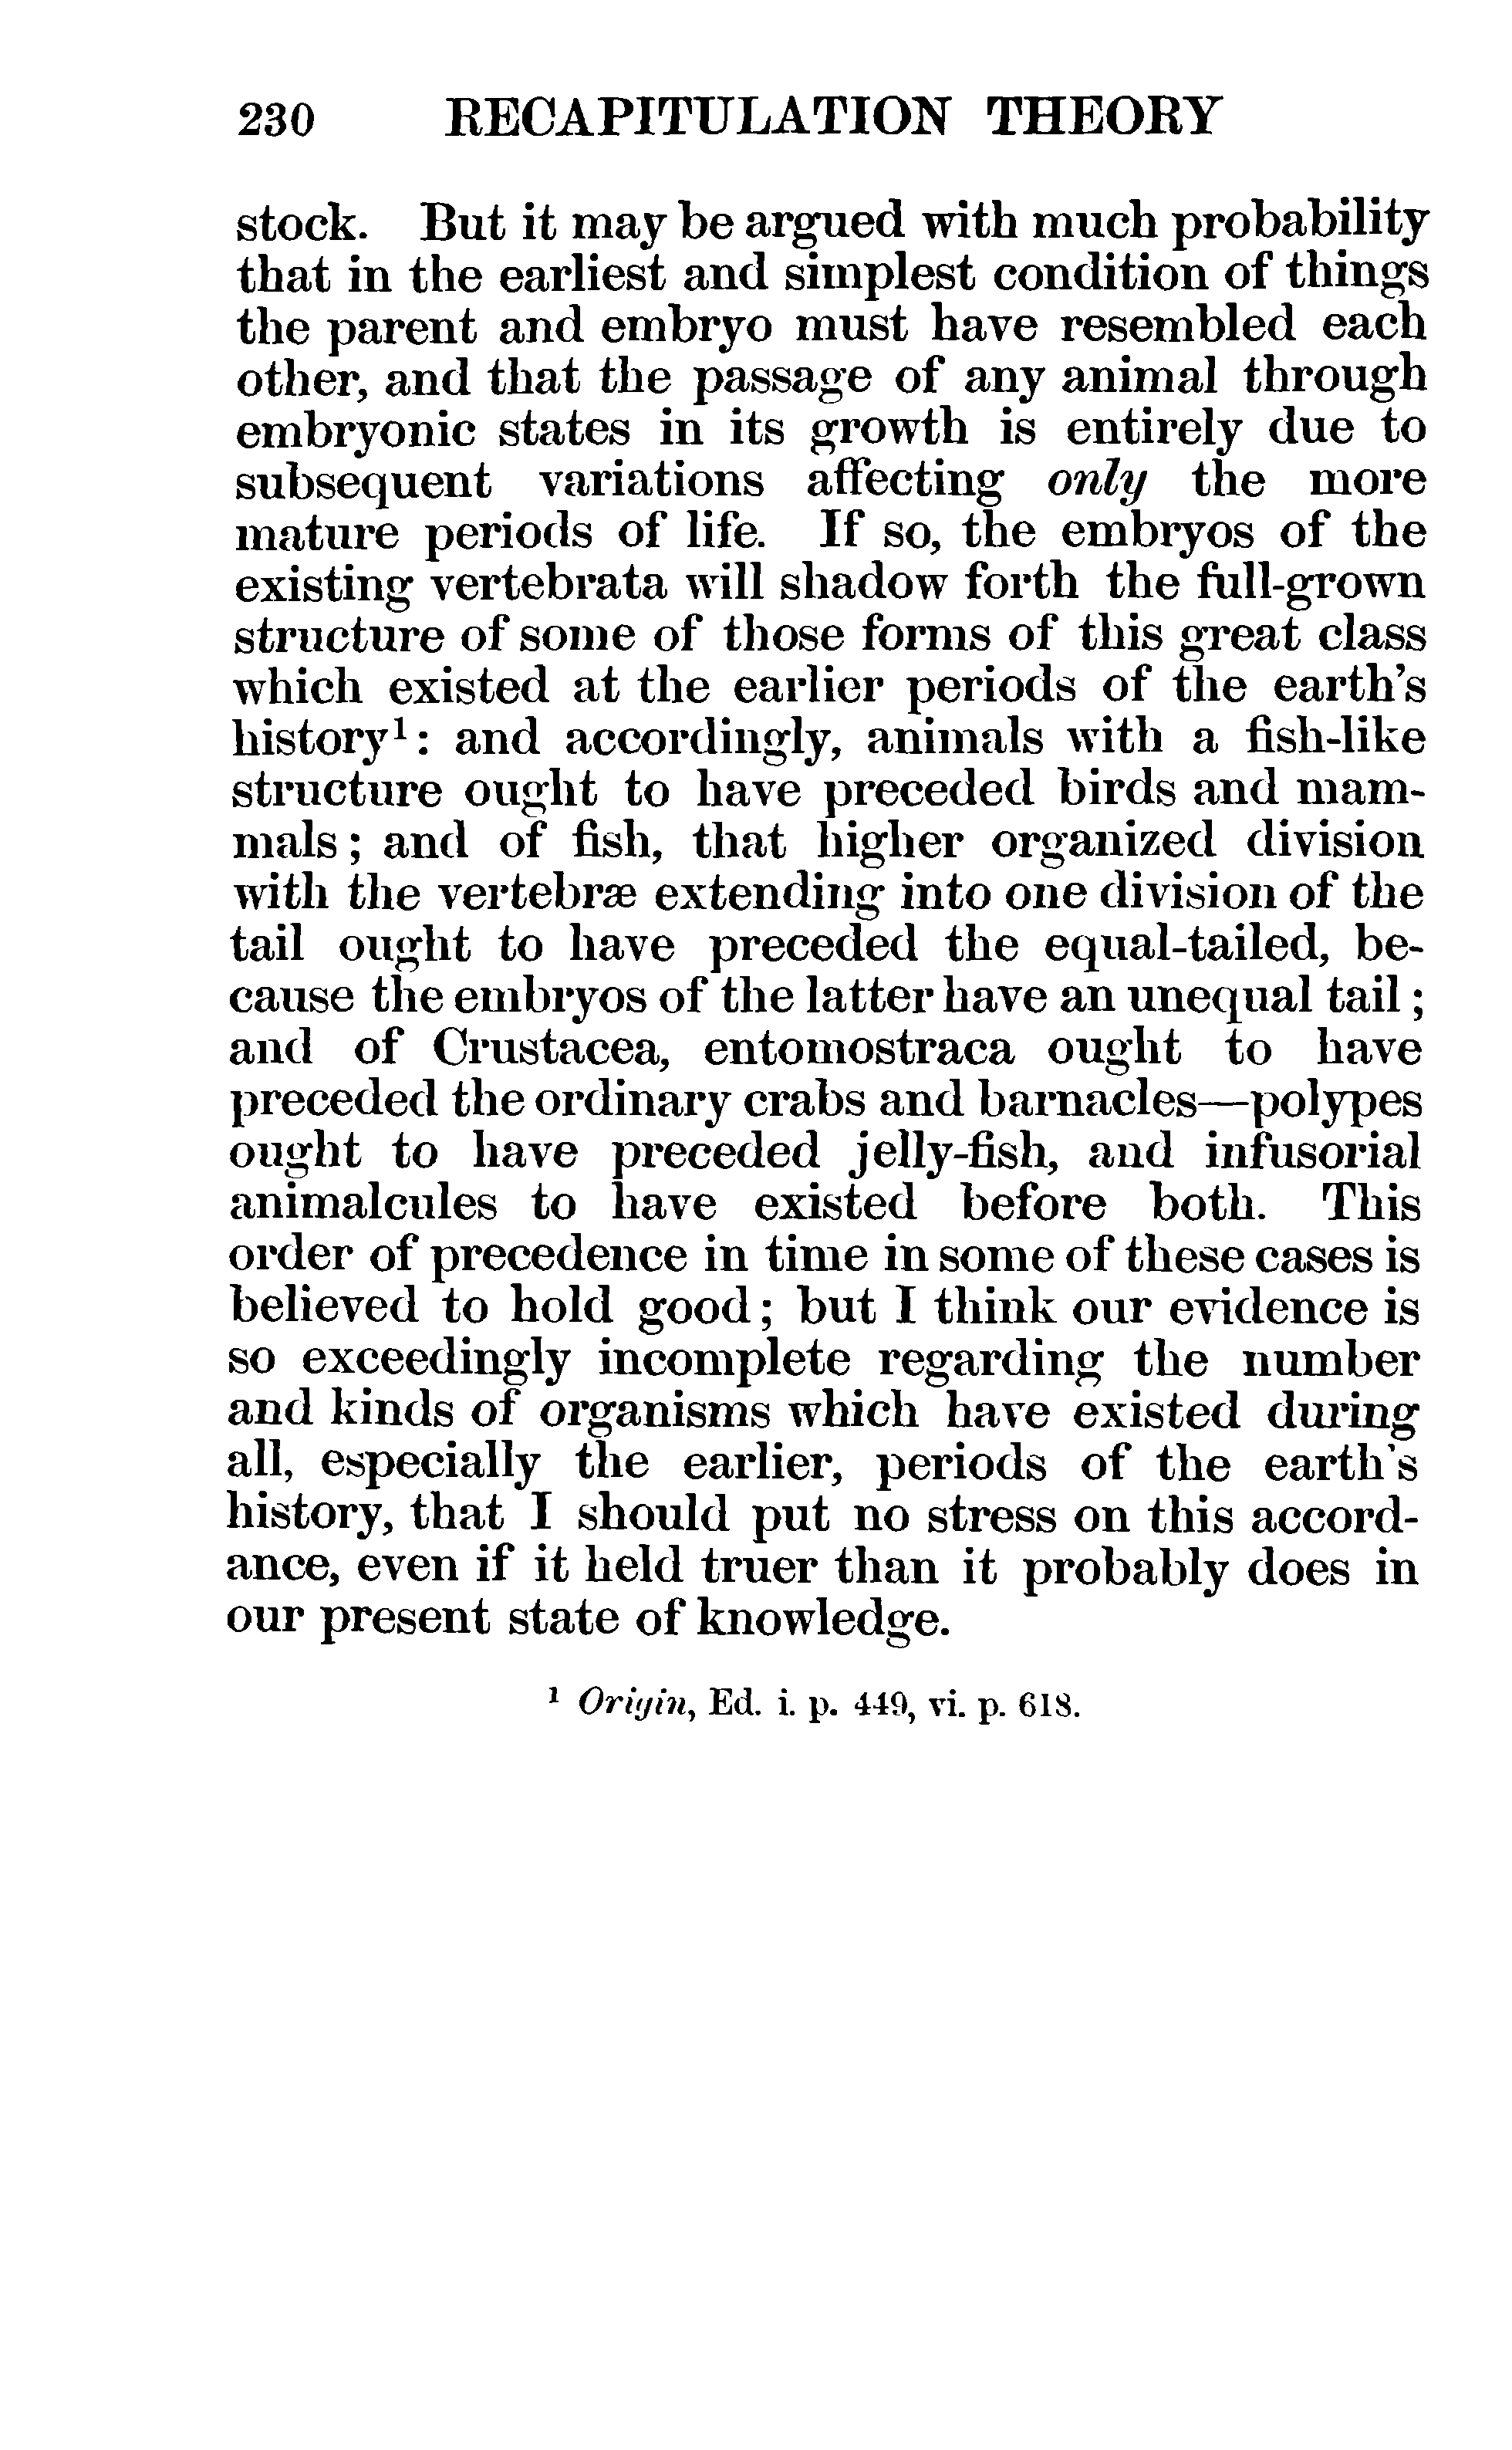 230 RECAPITULATION THEORY
stock. But it may be argued with much probability
that in the earliest and simplest condition of things
the parent and embryo must have resembled each
other, and that the passage of any animal through
embryonic states in its growth is entirely due to
subsequent variations affecting only the more
mature periods of life. If so, the embryos of the
existing vertebrata will shadow forth the full-grown
structure of some of those forms of this great class
which existed at the earlier periods of the earth's
history¹: and accordingly, animals with a fish-like
structure ought to have preceded birds and mam-
mals; and of fish, that higher organized division
with the vertebræ extending into one division of the
tail ought to have preceded the equal-tailed, be-
cause the embryos of the latter have an unequal tail;
and of Crustacea, entomostraca ought to have
preceded the ordinary crabs and barnacles—polypes
ought to have preceded jelly-fish, and infusorial
animalcules to have existed before both. This
order of precedence in time in some of these cases is
believed to hold good; but I think our evidence is
so exceedingly incomplete regarding the number
and kinds of organisms which have existed during
all, especially the earlier, periods of the earth's
history, that I should put no stress on this accord-
ance, even if it held truer than it probably does in
our present state of knowledge.
¹ Origin, Ed. i. p. 449, vi. p. 618.